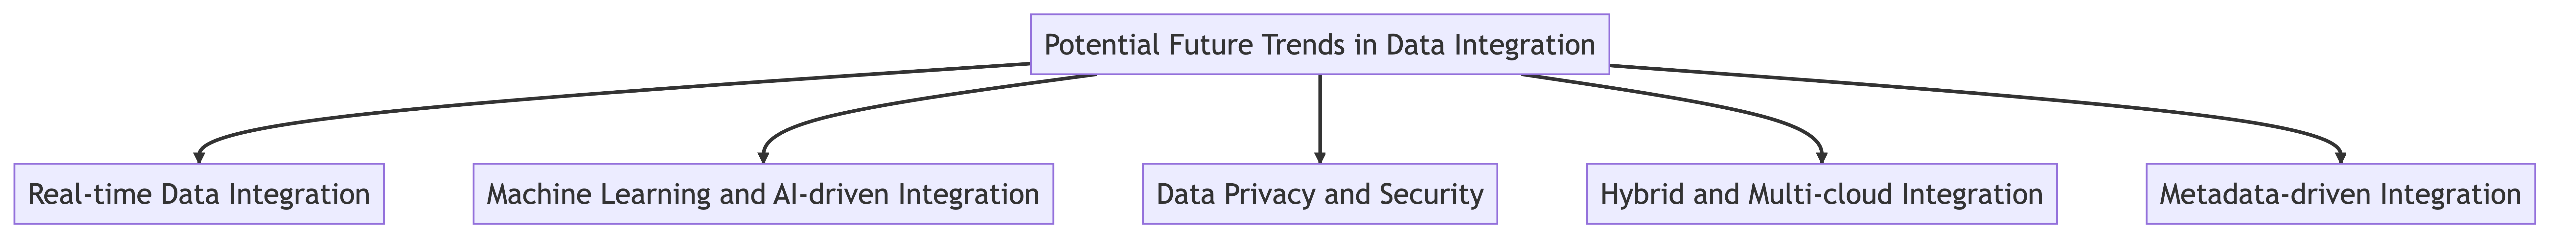 Potential Future Trends in Data Integration
Real-time Data Integration
Machine Learning and AI-driven Integration
Data Privacy and Security
Hybrid and Multi-cloud Integration
Metadata-driven Integration